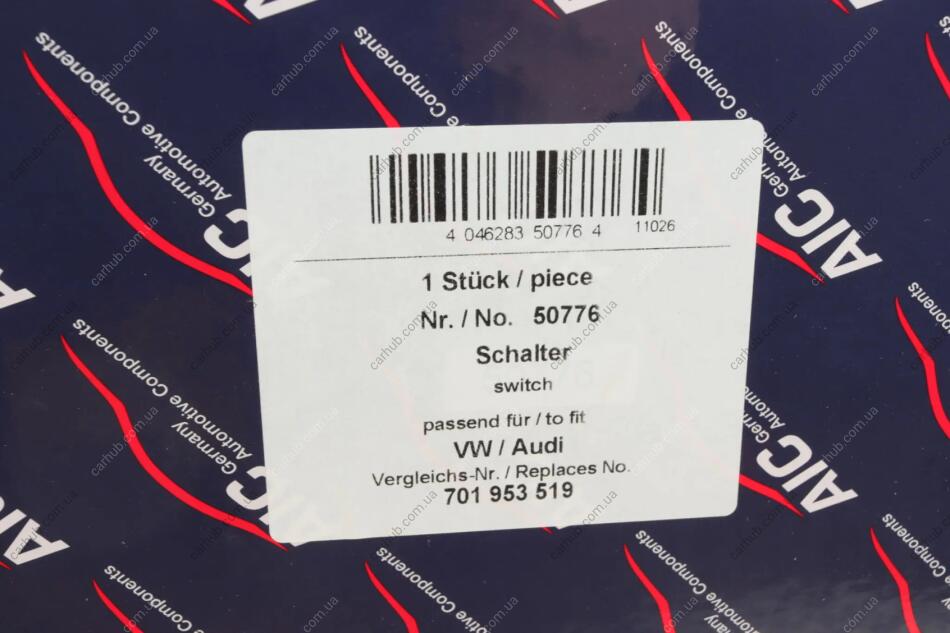 4 046283 50776 4 11026
1 Stück / piece
Nr. / No. 50776
Schalter
switch
passend für / to fit
VW / Audi
Vergleichs-Nr. / Replaces No.
701 953 519
AIC
Germany
Automotive Components
carhub.com.ua